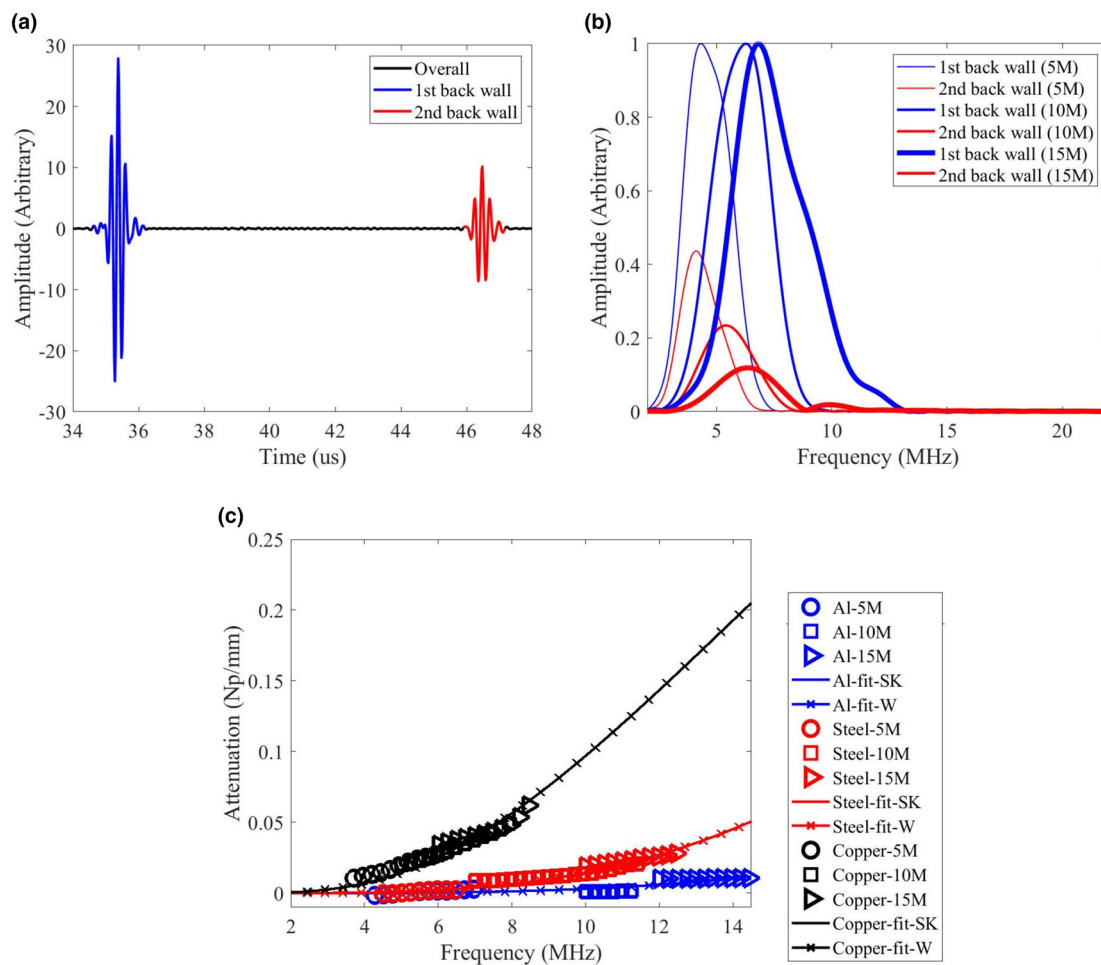 (a)
30
20
10
0
-10
-20
-30
Amplitude (Arbitrary)
34 36 38 40 42 44 46 48
Time (us)
Overall
1st back wall
2nd back wall
(b)
1
0.8
0.6
0.4
0.2
0
Amplitude (Arbitrary)
5 10 15 20
Frequency (MHz)
1st back wall (5M)
2nd back wall (5M)
1st back wall (10M)
2nd back wall (10M)
1st back wall (15M)
2nd back wall (15M)
(c)
0.25
0.2
0.15
0.1
0.05
0
Attenuation (Np/mm)
2 4 6 8 10 12 14
Frequency (MHz)
Al-5M
Al-10M
Al-15M
Al-fit-SK
Al-fit-W
Steel-5M
Steel-10M
Steel-15M
Steel-fit-SK
Steel-fit-W
Copper-5M
Copper-10M
Copper-15M
Copper-fit-SK
Copper-fit-W